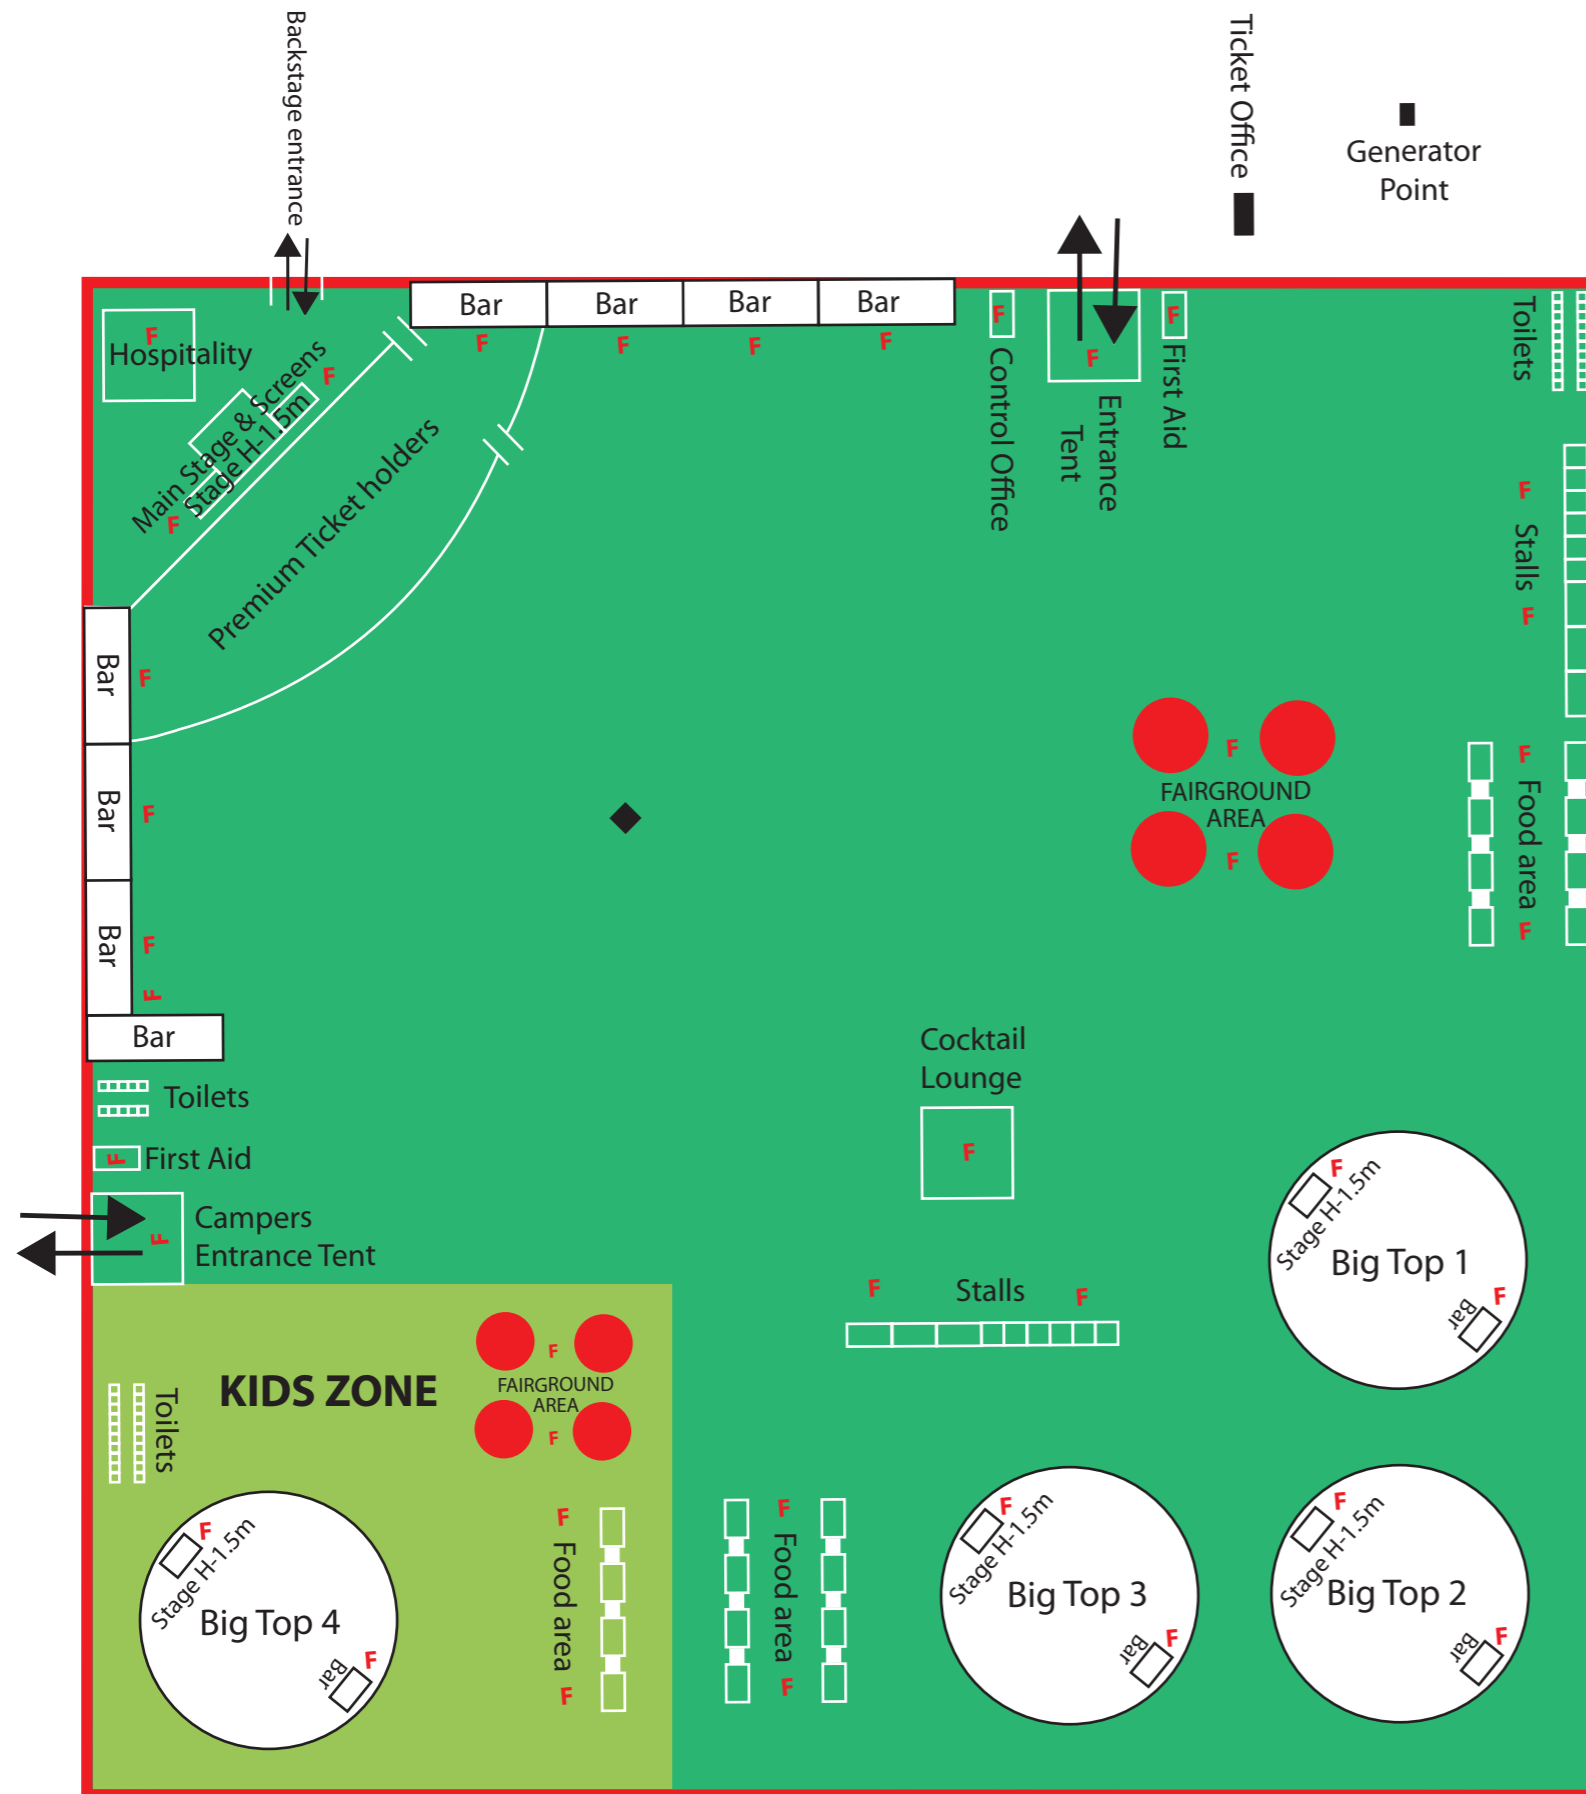 Backstage entrance
Ticket Office
Generator
Point
Bar
Bar
Bar
Bar
F
F
F
F
F
Hospitality
F
Main Stage & Screens
Stage H-1.5m
F
Premium Ticket holders
F
Control Office
F
Entrance
Tent
F
First Aid
Toilets
F
Stalls
F
Bar
F
Bar
F
Bar
F
F
Bar
F
FAIRGROUND
AREA
F
F
Food area
F
Toilets
F
First Aid
Campers
Entrance Tent
F
Cocktail
Lounge
F
F
Stalls
F
F
Stage H-1.5m
Big Top 1
F
Bar
KIDS ZONE
Toilets
F
FAIRGROUND
AREA
F
F
Stage H-1.5m
Big Top 4
F
Bar
F
Food area
F
F
Food area
F
F
Stage H-1.5m
Big Top 3
F
Bar
F
Stage H-1.5m
Big Top 2
F
Bar